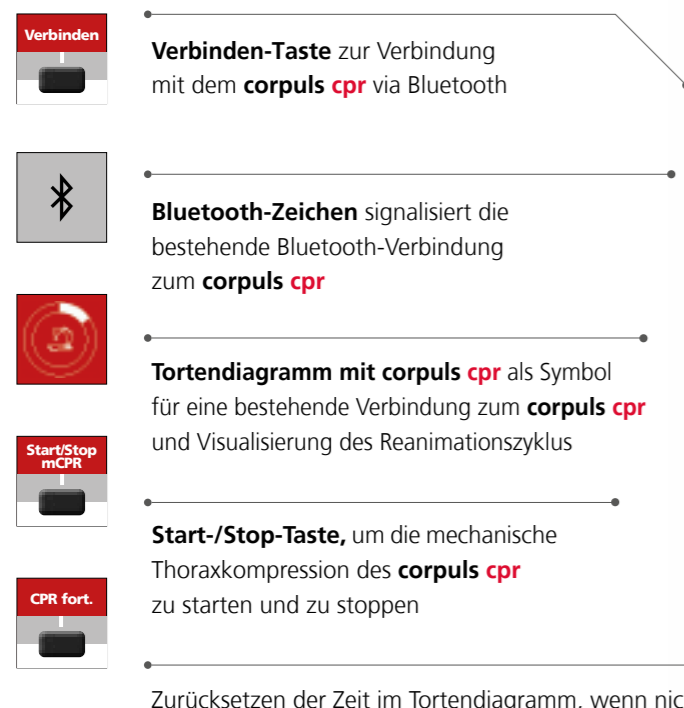 Verbinden
Verbinden-Taste zur Verbindung
mit dem corpuls cpr via Bluetooth
Bluetooth-Zeichen signalisiert die
bestehende Bluetooth-Verbindung
zum corpuls cpr
Tortendiagramm mit corpuls cpr als Symbol
für eine bestehende Verbindung zum corpuls cpr
und Visualisierung des Reanimationszyklus
Start/Stop
mCPR
Start-/Stop-Taste, um die mechanische
Thoraxkompression des corpuls cpr
zu starten und zu stoppen
CPR fort.
Zurücksetzen der Zeit im Tortendiagramm, wenn